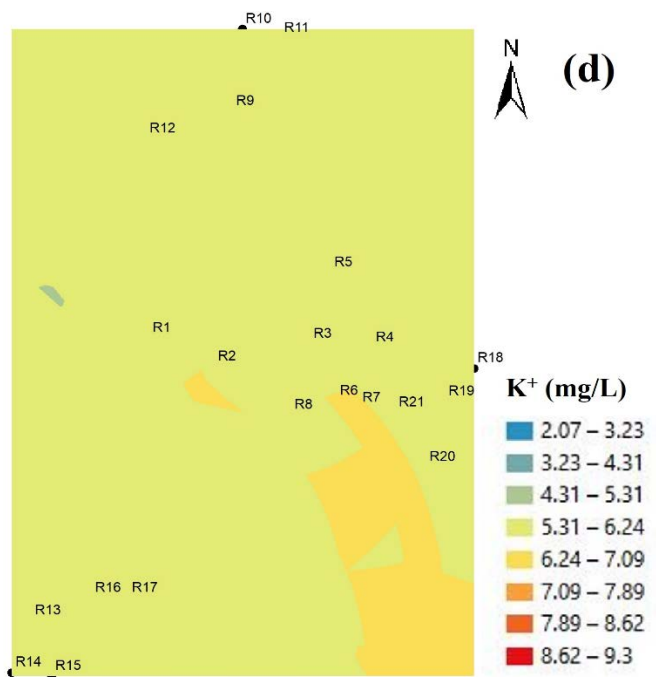 R10
R11
N
(d)
R9
R12
R5
R1
R3
R4
R2
R18
R6
R19
R7
R8
R21
K⁺ (mg/L)
2.07 – 3.23
R20
3.23 – 4.31
4.31 – 5.31
5.31 – 6.24
6.24 – 7.09
R16
R17
7.09 – 7.89
R13
7.89 – 8.62
8.62 – 9.3
R14
R15